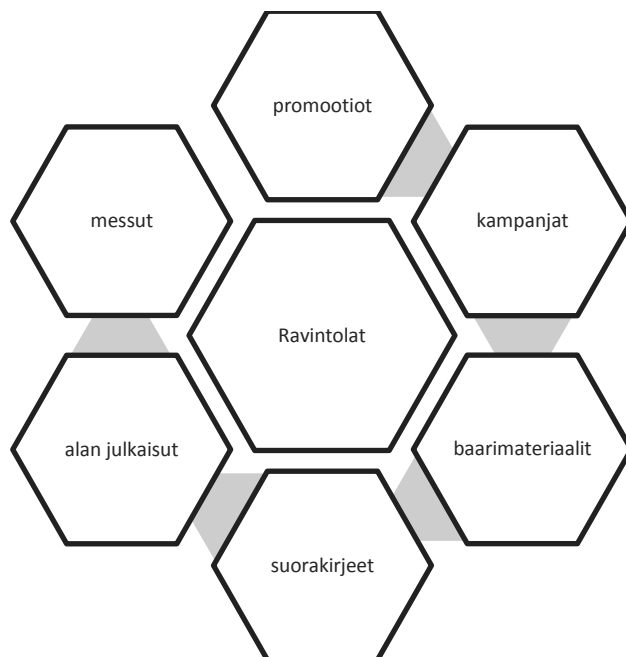 promootiot
messut
kampanjat
Ravintolat
alan julkaisut
baarimateriaalit
suorakirjeet